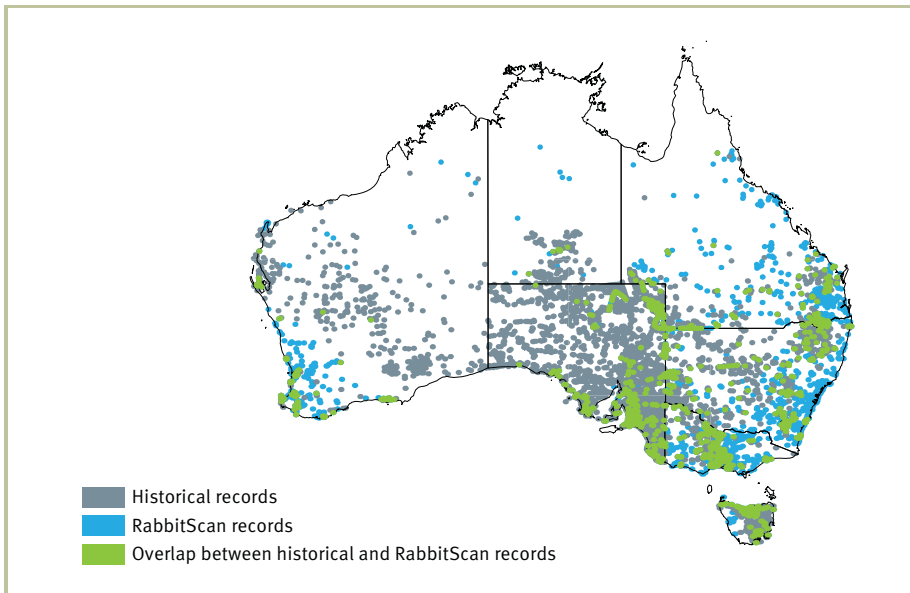 Historical records
RabbitScan records
Overlap between historical and RabbitScan records